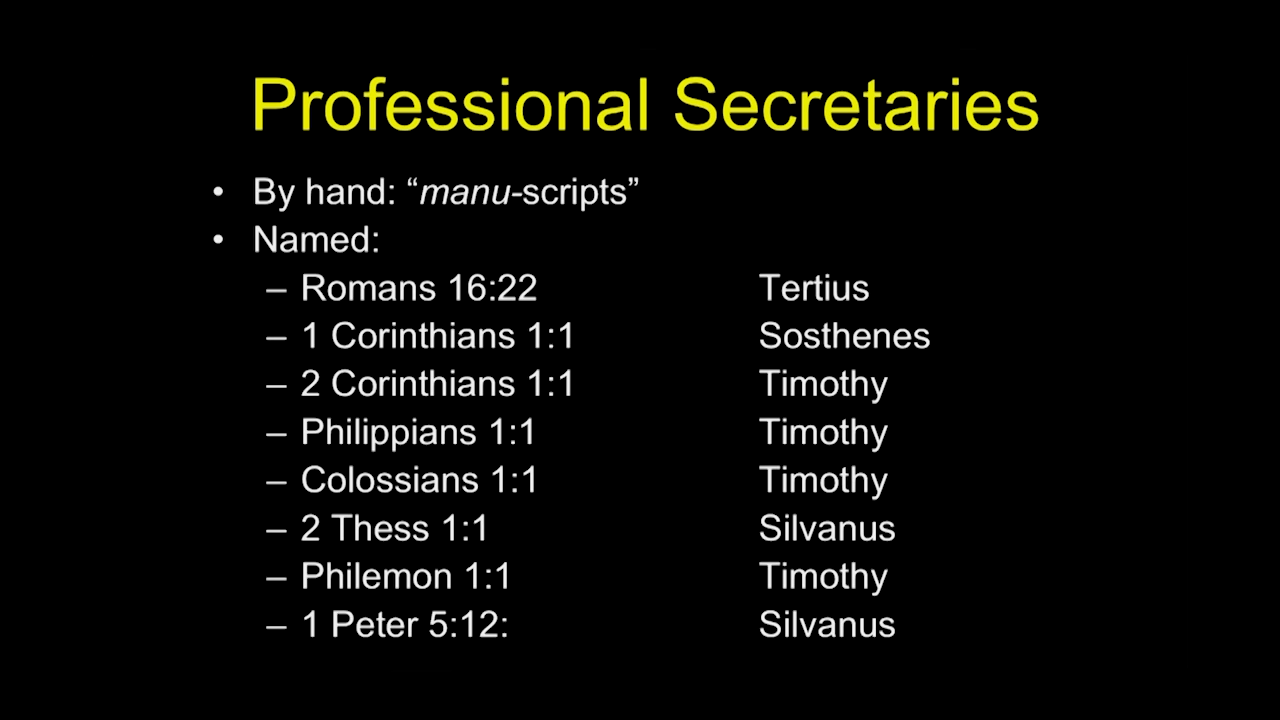 Professional Secretaries
• By hand: “manu-scripts”
• Named:
– Romans 16:22 Tertius
– 1 Corinthians 1:1 Sosthenes
– 2 Corinthians 1:1 Timothy
– Philippians 1:1 Timothy
– Colossians 1:1 Timothy
– 2 Thess 1:1 Silvanus
– Philemon 1:1 Timothy
– 1 Peter 5:12: Silvanus